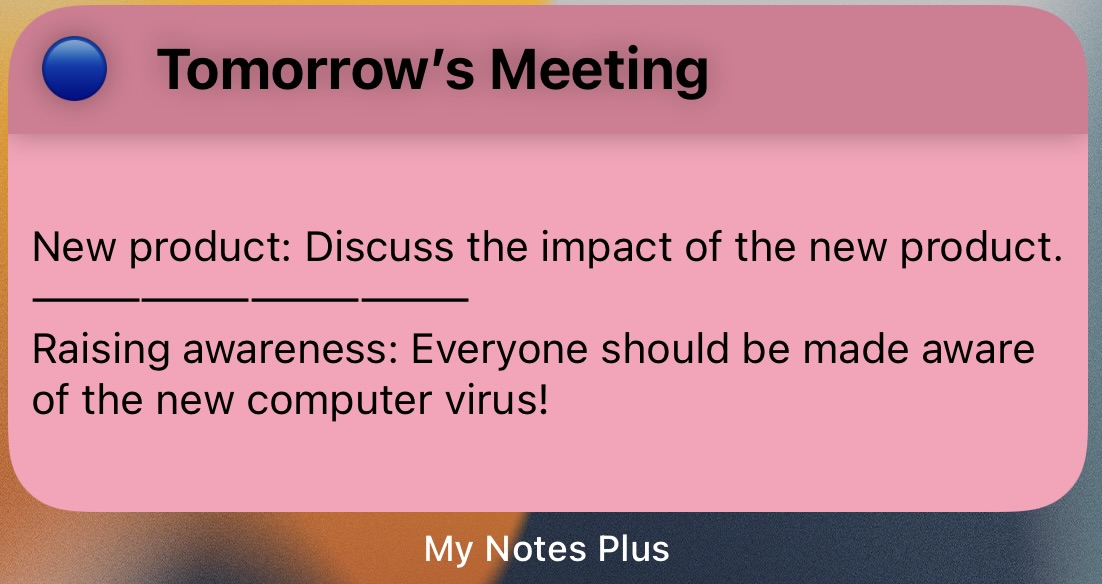 Tomorrow’s Meeting
New product: Discuss the impact of the new product.
————————
Raising awareness: Everyone should be made aware
of the new computer virus!
My Notes Plus